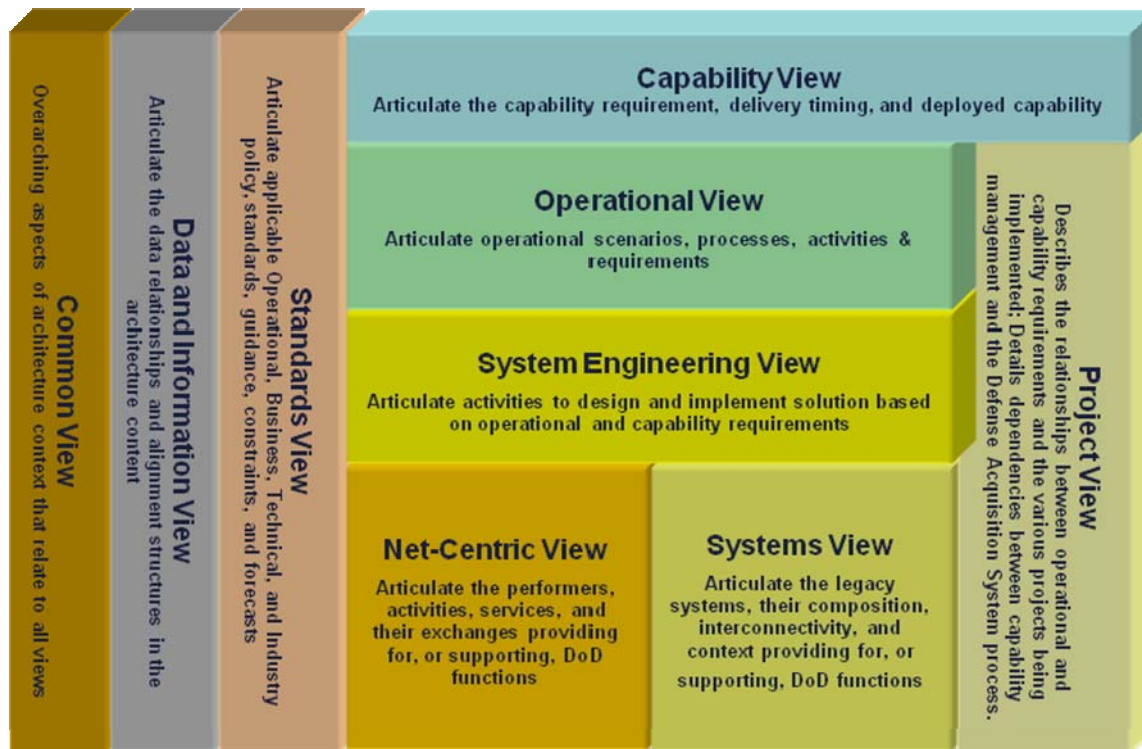 Common View
Overarching aspects of architecture context that relate to all views
Data and Information View
Articulate the data relationships and alignment structures in the
architecture content
Standards View
Articulate applicable Operational, Business, Technical, and Industry
policy, standards, guidance, constraints, and forecasts
Capability View
Articulate the capability requirement, delivery timing, and deployed capability
Operational View
Articulate operational scenarios, processes, activities &
requirements
System Engineering View
Articulate activities to design and implement solution based
on operational and capability requirements
Net-Centric View
Articulate the performers,
activities, services, and
their exchanges providing
for, or supporting, DoD
functions
Systems View
Articulate the legacy
systems, their composition,
interconnectivity, and
context providing for, or
supporting, DoD functions
Project View
Describes the relationships between operational and
capability requirements and the various projects being
implemented; Details dependencies between capability
management and the Defense Acquisition System process.